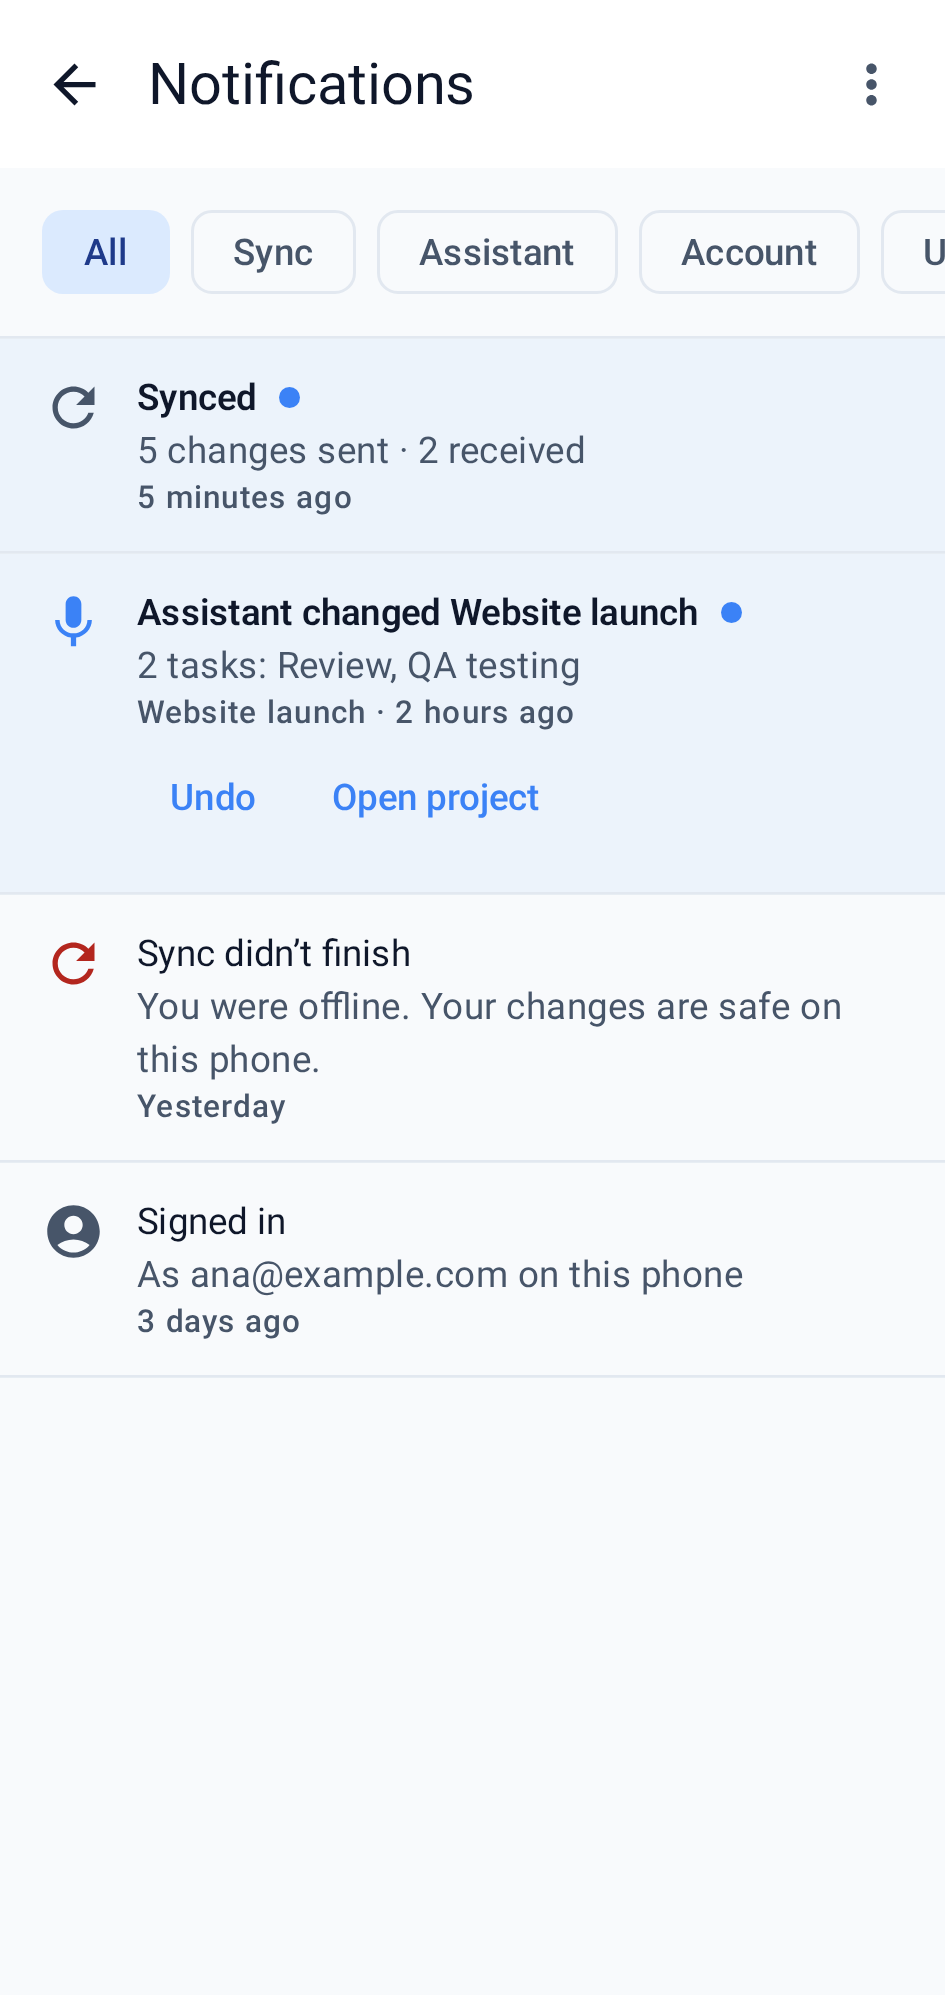 Notifications
All
Sync
Assistant
Account
U
Synced
5 changes sent · 2 received
5 minutes ago
Assistant changed Website launch
2 tasks: Review, QA testing
Website launch · 2 hours ago
Undo
Open project
Sync didn’t finish
You were offline. Your changes are safe on
this phone.
Yesterday
Signed in
As ana@example.com on this phone
3 days ago